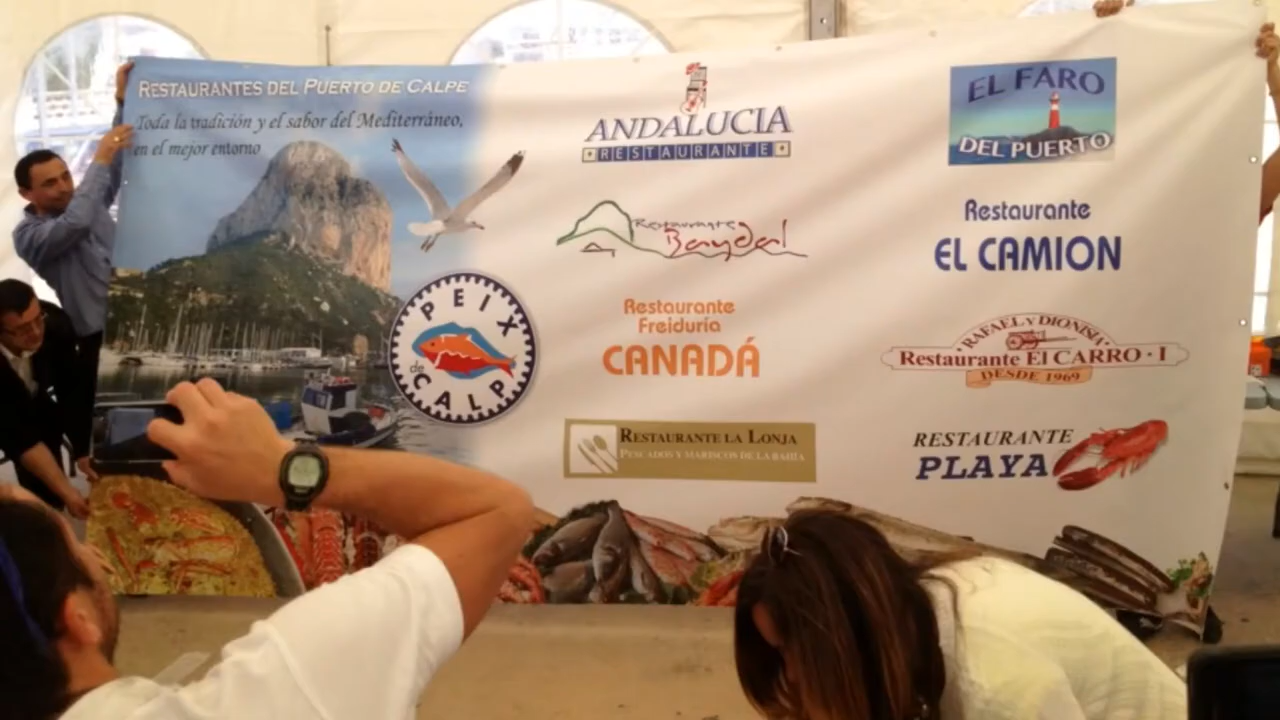 RESTAURANTES DEL PUERTO DE CALPE
Toda la tradición y el sabor del Mediterráneo,
en el mejor entorno
PEIX
de
CALP
ANDALUCIA
RESTAURANTE
Restaurante
Baydal
Restaurante
Freiduría
CANADÁ
RESTAURANTE LA LONJA
PESCADOS Y MARISCOS DE LA BAHIA
EL FARO
DEL PUERTO
Restaurante
EL CAMION
RAFAEL Y DIONISIA
Restaurante El CARRO · I
DESDE 1969
RESTAURANTE
PLAYA